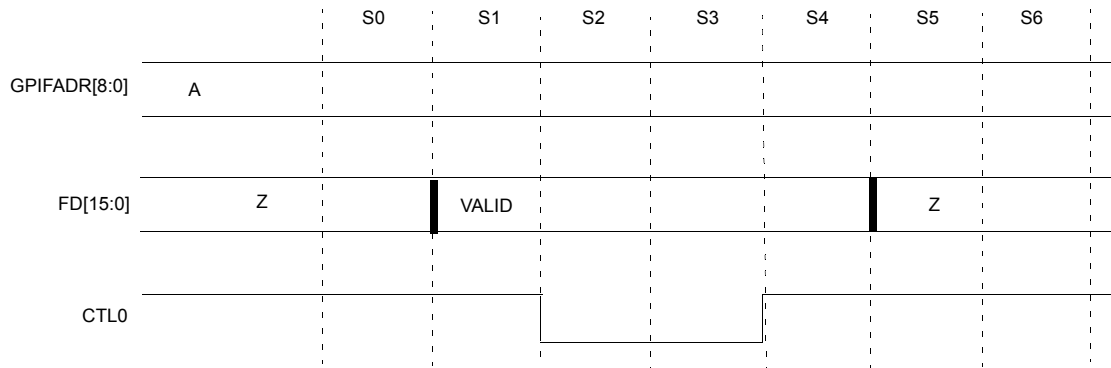 S0 S1 S2 S3 S4 S5 S6
GPIFADR[8:0] A
FD[15:0] Z VALID Z
CTL0